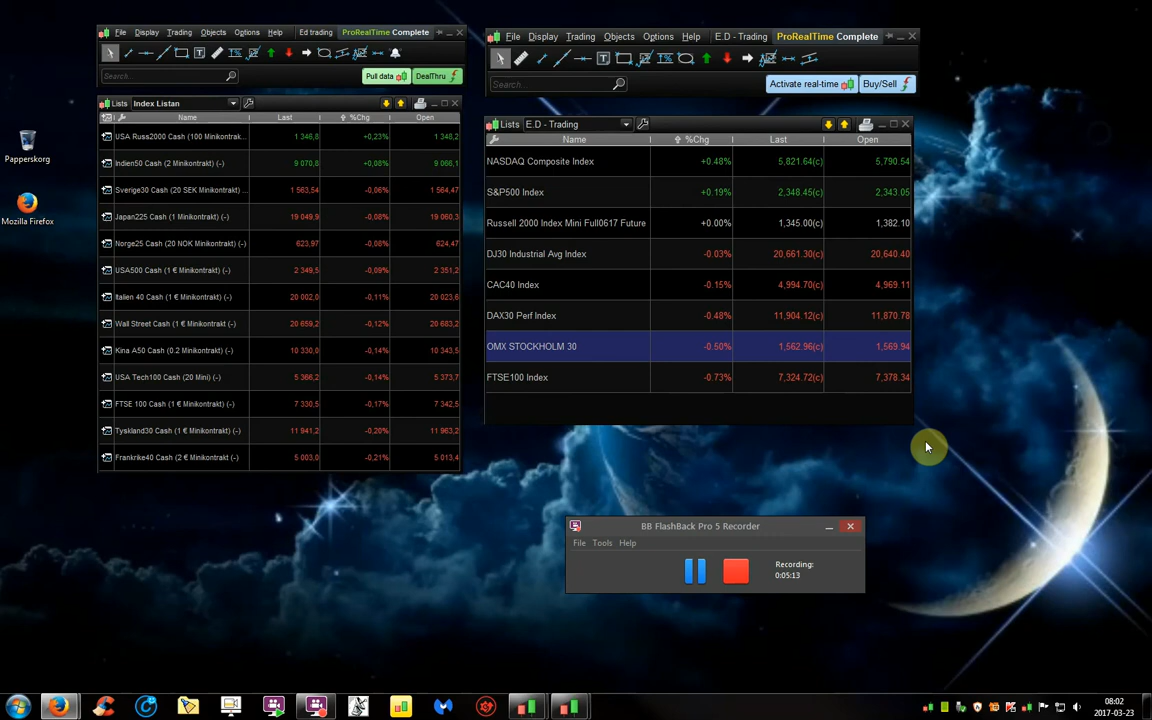 File Display Trading Objects Options Help Ed trading ProRealTime Complete
Search...
Pull data
DealThru
Lists Index Listan
Name Last %Chg Open
USA Russ2000 Cash (100 Minikontrak... 1 346,8 +0,23% 1 348,2
Indien50 Cash (2 Minikontrakt) (-) 9 070,8 +0,08% 9 066,1
Sverige30 Cash (20 SEK Minikontrakt) ... 1 563,54 -0,06% 1 564,47
Japan225 Cash (1 Minikontrakt) (-) 19 049,9 -0,08% 19 060,3
Norge25 Cash (20 NOK Minikontrakt) (-) 623,97 -0,08% 624,47
USA500 Cash (1 € Minikontrakt) (-) 2 349,5 -0,09% 2 351,2
Italien 40 Cash (1 € Minikontrakt) (-) 20 002,0 -0,11% 20 023,6
Wall Street Cash (1 € Minikontrakt) (-) 20 659,2 -0,12% 20 683,2
Kina A50 Cash (0.2 Minikontrakt) (-) 10 330,0 -0,14% 10 343,5
USA Tech100 Cash (20 Mini) (-) 5 366,2 -0,14% 5 373,7
FTSE 100 Cash (1 € Minikontrakt) (-) 7 330,5 -0,17% 7 342,5
Tyskland30 Cash (1 € Minikontrakt) (-) 11 941,2 -0,20% 11 963,2
Frankrike40 Cash (2 € Minikontrakt) (-) 5 003,0 -0,21% 5 013,4
File Display Trading Objects Options Help E.D - Trading ProRealTime Complete
Search...
Activate real-time
Buy/Sell
Lists E.D - Trading
Name %Chg Last Open
NASDAQ Composite Index +0.48% 5,821.64(c) 5,790.54
S&P500 Index +0.19% 2,348.45(c) 2,343.05
Russell 2000 Index Mini Full0617 Future +0.00% 1,345.00(c) 1,382.10
DJ30 Industrial Avg Index -0.03% 20,661.30(c) 20,640.40
CAC40 Index -0.15% 4,994.70(c) 4,969.11
DAX30 Perf Index -0.48% 11,904.12(c) 11,870.78
OMX STOCKHOLM 30 -0.50% 1,562.96(c) 1,569.94
FTSE100 Index -0.73% 7,324.72(c) 7,378.34
Papperskorg
Mozilla Firefox
BB FlashBack Pro 5 Recorder
File Tools Help
Recording:
0:05:13
08:02
2017-03-23